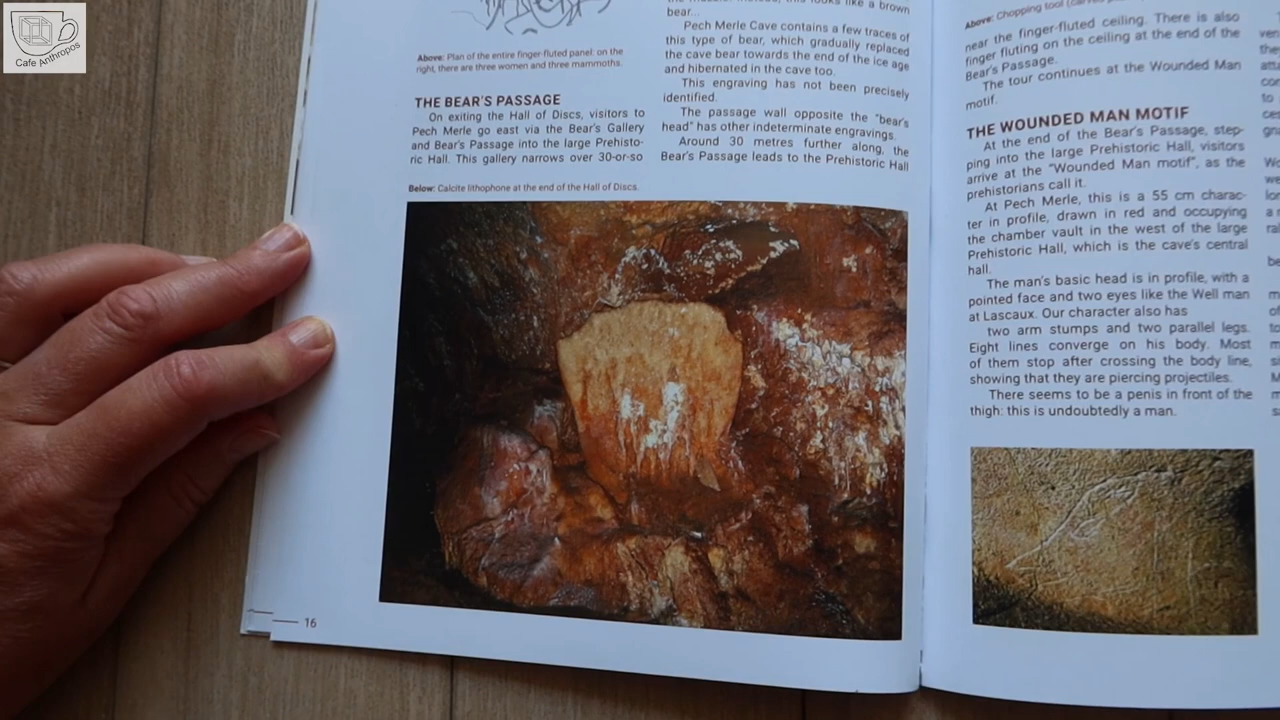 Cafe Anthropos
Above: Plan of the entire finger-fluted panel: on the
right, there are three women and three mammoths.
THE BEAR'S PASSAGE
On exiting the Hall of Discs, visitors to
Pech Merle go east via the Bear's Gallery
and Bear's Passage into the large Prehisto-
ric Hall. This gallery narrows over 30-or-so
this looks like a brown
bear...
Pech Merle Cave contains a few traces of
this type of bear, which gradually replaced
the cave bear towards the end of the ice age
and hibernated in the cave too.
This engraving has not been precisely
identified.
The passage wall opposite the "bear's
head" has other indeterminate engravings.
Around 30 metres further along, the
Bear's Passage leads to the Prehistoric Hall
Below: Calcite lithophone at the end of the Hall of Discs.
16
Above: Chopping tool
near the finger-fluted ceiling. There is also
finger fluting on the ceiling at the end of the
Bear's Passage.
The tour continues at the Wounded Man
motif.
THE WOUNDED MAN MOTIF
At the end of the Bear's Passage, step-
ping into the large Prehistoric Hall, visitors
arrive at the "Wounded Man motif", as the
prehistorians call it.
At Pech Merle, this is a 55 cm charac-
ter in profile, drawn in red and occupying
the chamber vault in the west of the large
Prehistoric Hall, which is the cave's central
hall.
The man's basic head is in profile, with a
pointed face and two eyes like the Well man
at Lascaux. Our character also has
two arm stumps and two parallel legs.
Eight lines converge on his body. Most
of them stop after crossing the body line,
showing that they are piercing projectiles.
There seems to be a penis in front of the
thigh: this is undoubtedly a man.